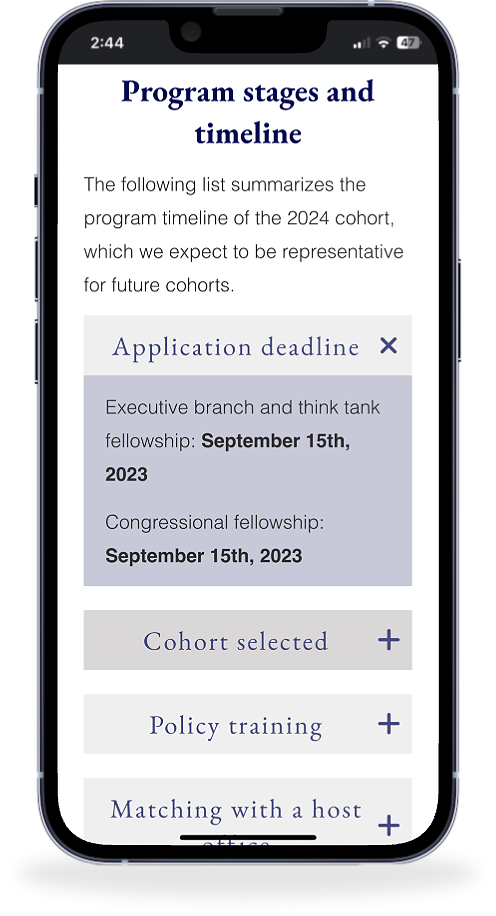 2:44
47
Program stages and
timeline
The following list summarizes the
program timeline of the 2024 cohort,
which we expect to be representative
for future cohorts.
Application deadline
Executive branch and think tank
fellowship: September 15th,
2023
Congressional fellowship:
September 15th, 2023
Cohort selected
Policy training
Matching with a host
office